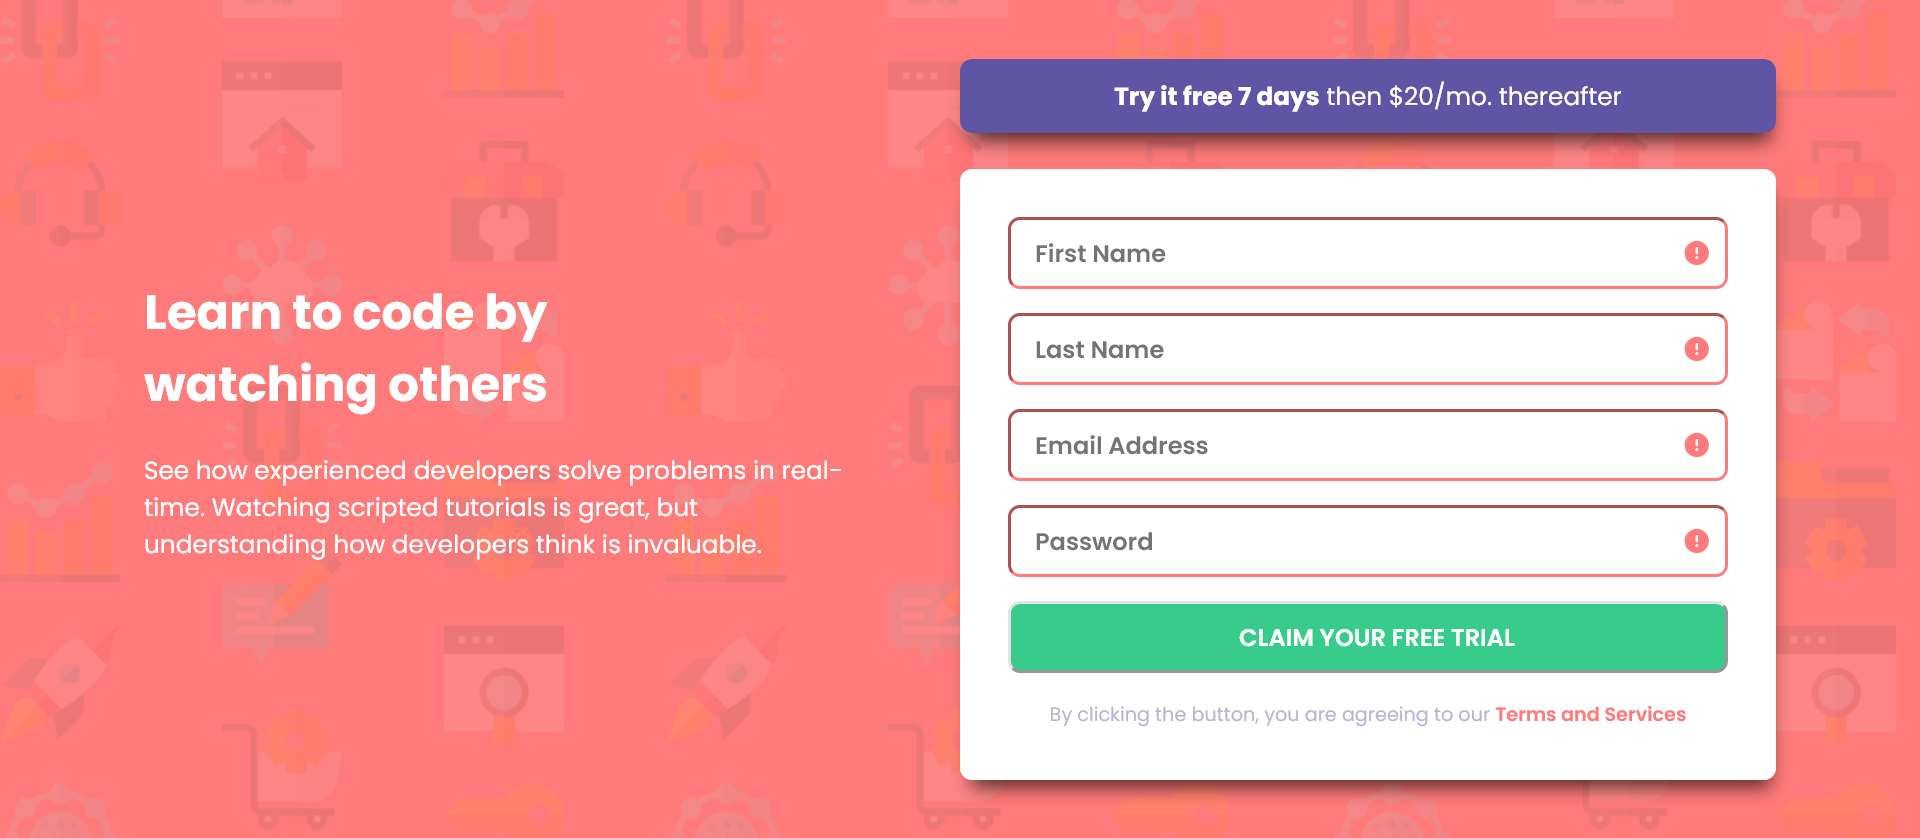 Try it free 7 days then $20/mo. thereafter
Learn to code by
watching others
See how experienced developers solve problems in real-
time. Watching scripted tutorials is great, but
understanding how developers think is invaluable.
First Name
Last Name
Email Address
Password
CLAIM YOUR FREE TRIAL
By clicking the button, you are agreeing to our Terms and Services